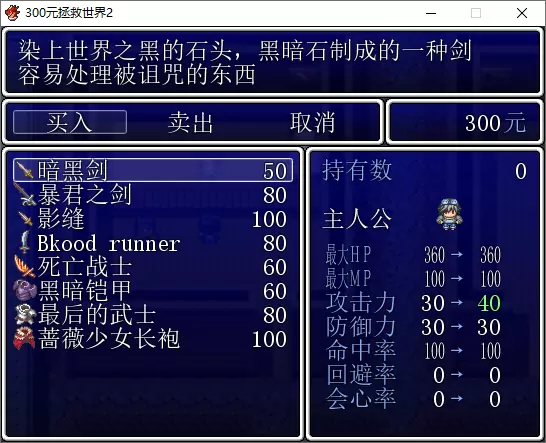 300元拯救世界2
染上世界之黑的石头，黑暗石制成的一种剑
容易处理被诅咒的东西
买入 卖出 取消
300元
暗黑剑 50
暴君之剑 80
影缝 100
Bkood runner 80
死亡战士 60
黑暗铠甲 60
最后的武士 80
蔷薇少女长袍 100
持有数 0
主人公
最大HP 360 → 360
最大MP 100 → 100
攻击力 30 → 40
防御力 30 → 30
命中率 100 → 100
回避率 0 → 0
会心率 0 → 0